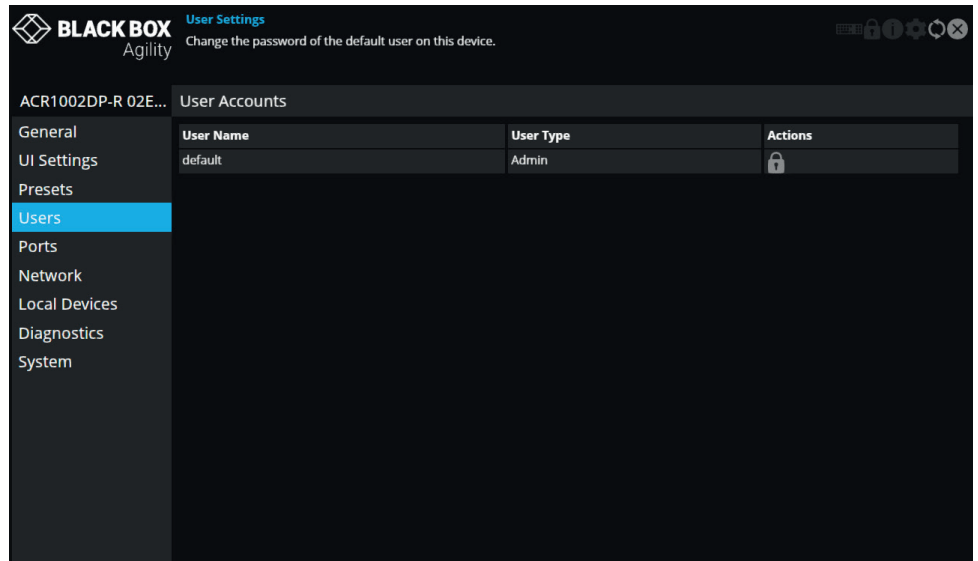 BLACK BOX
Agility
User Settings
Change the password of the default user on this device.
ACR1002DP-R 02E...
User Accounts
General
UI Settings
Presets
Users
Ports
Network
Local Devices
Diagnostics
System
User Name User Type Actions
default Admin